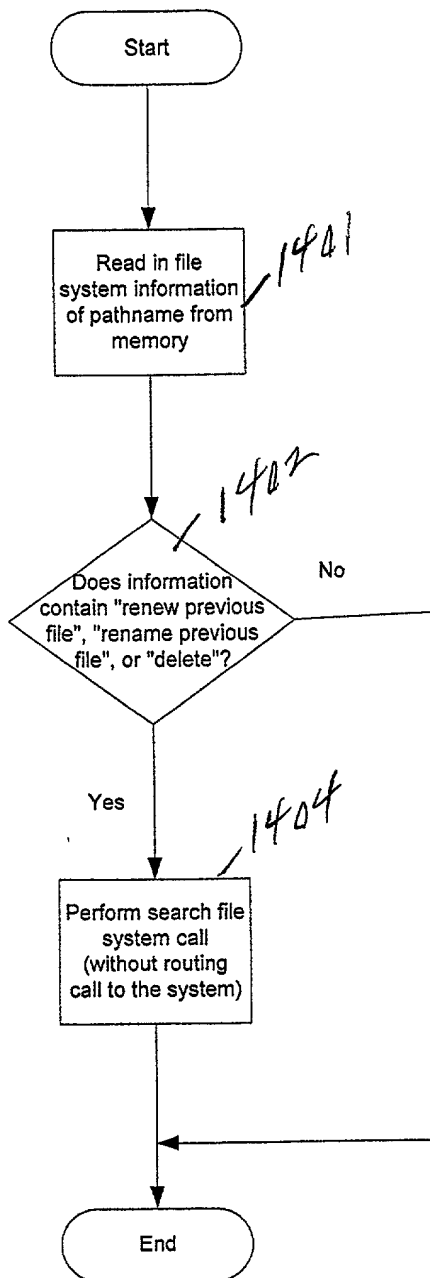 Start
Read in file
system information
of pathname from
memory
1401
1402
Does information
contain "renew previous
file", "rename previous
file", or "delete"?
No
Yes
1404
Perform search file
system call
(without routing
call to the system)
End